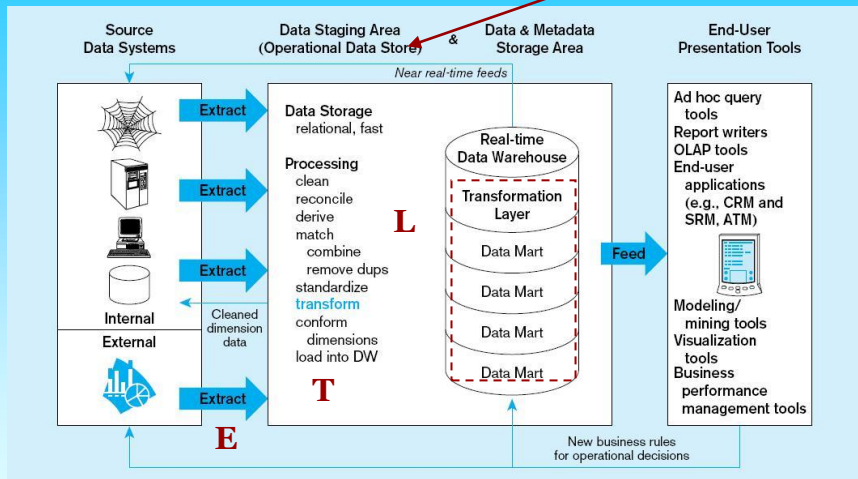 Source
Data Systems
Data Staging Area
(Operational Data Store)
&
Data & Metadata
Storage Area
End-User
Presentation Tools
Near real-time feeds
Extract
Extract
Extract
Extract
Internal
External
Cleaned
dimension
data
E
Data Storage
relational, fast
Processing
clean
reconcile
derive
match
combine
remove dups
standardize
transform
conform
dimensions
load into DW
T
L
Real-time
Data Warehouse
Transformation
Layer
Data Mart
Data Mart
Data Mart
Data Mart
Feed
Ad hoc query
tools
Report writers
OLAP tools
End-user
applications
(e.g., CRM and
SRM, ATM)
Modeling/
mining tools
Visualization
tools
Business
performance
management tools
New business rules
for operational decisions